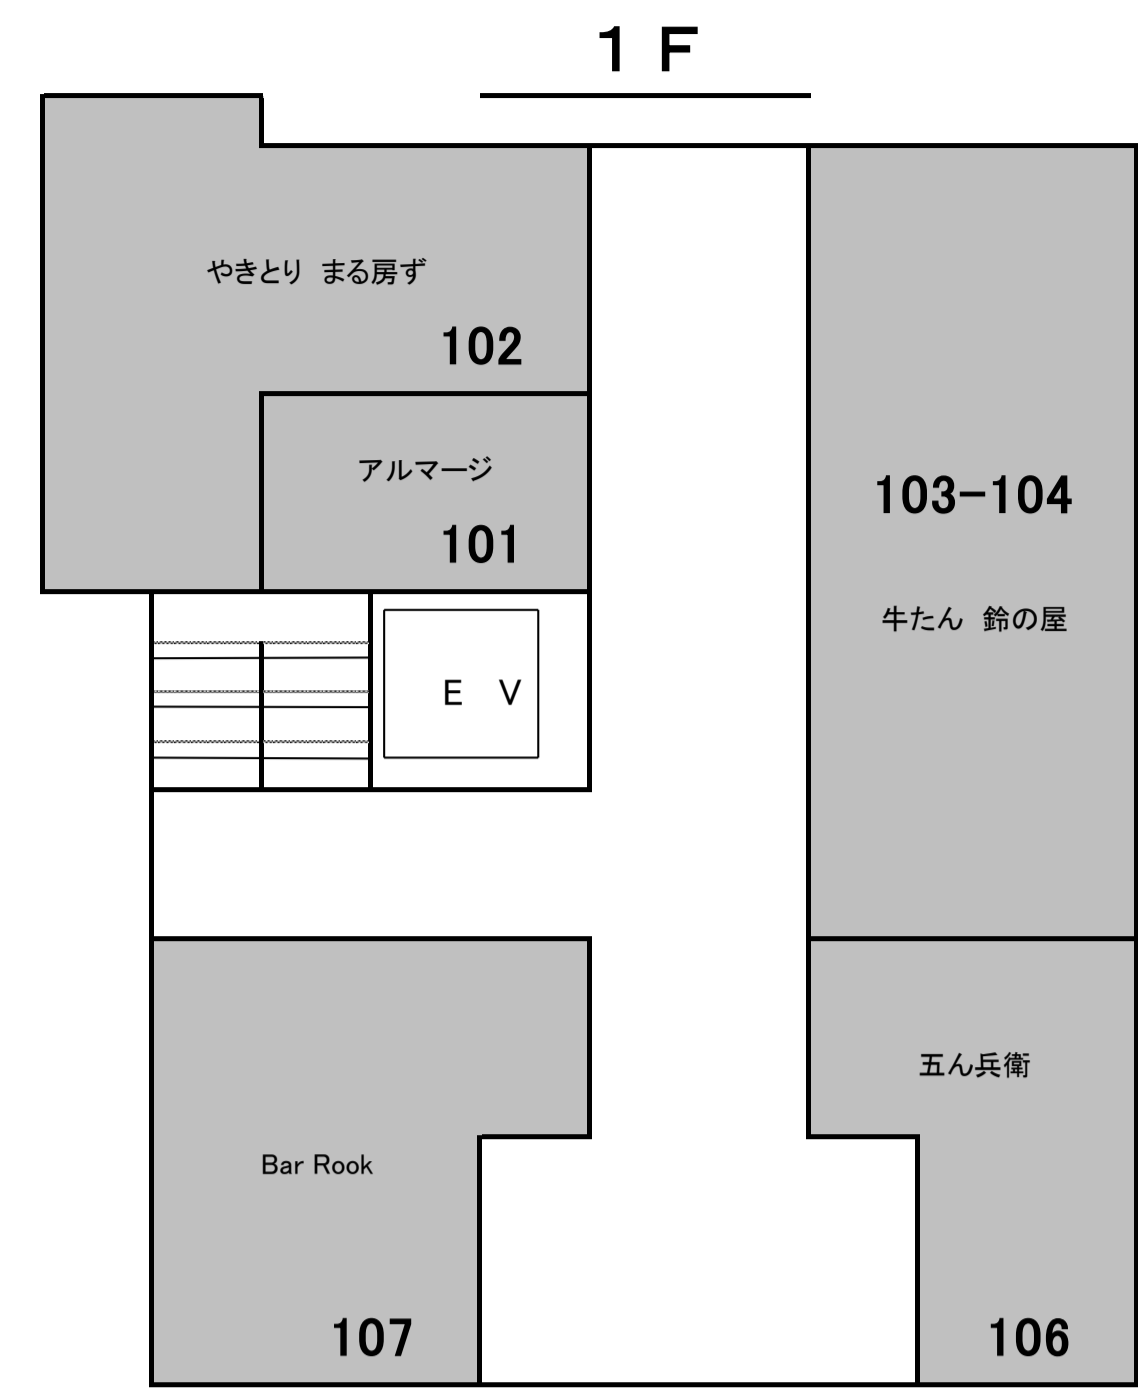 １Ｆ
やきとり　まる房ず
102
アルマージ
101
103-104
牛たん　鈴の屋
Ｅ　Ｖ
五ん兵衛
Bar Rook
107
106